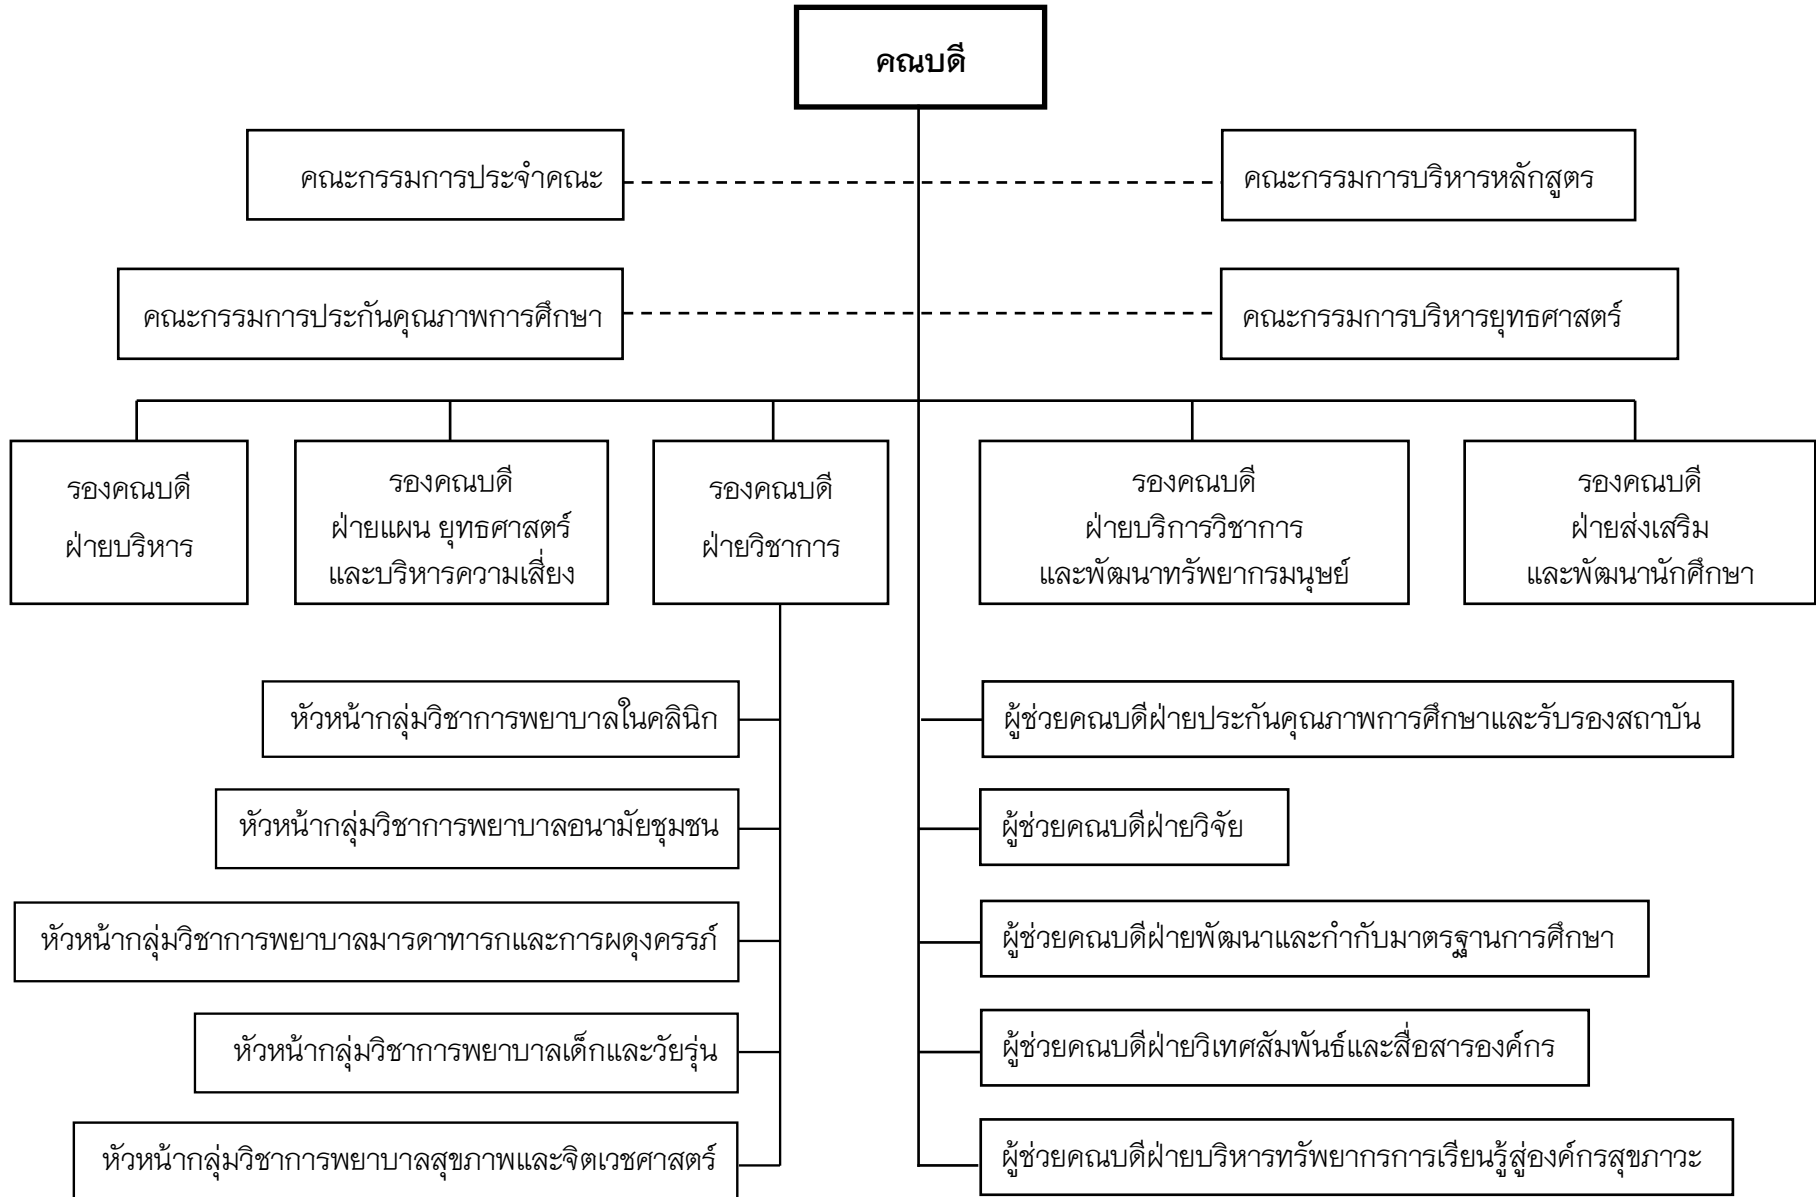 คณบดี
คณะกรรมการประจำคณะ
คณะกรรมการบริหารหลักสูตร
คณะกรรมการประกันคุณภาพการศึกษา
คณะกรรมการบริหารยุทธศาสตร์
รองคณบดี
ฝ่ายบริหาร
รองคณบดี
ฝ่ายแผน ยุทธศาสตร์
และบริหารความเสี่ยง
รองคณบดี
ฝ่ายวิชาการ
รองคณบดี
ฝ่ายบริการวิชาการ
และพัฒนาทรัพยากรมนุษย์
รองคณบดี
ฝ่ายส่งเสริม
และพัฒนานักศึกษา
หัวหน้ากลุ่มวิชาการพยาบาลในคลินิก
หัวหน้ากลุ่มวิชาการพยาบาลอนามัยชุมชน
หัวหน้ากลุ่มวิชาการพยาบาลมารดาทารกและการผดุงครรภ์
หัวหน้ากลุ่มวิชาการพยาบาลเด็กและวัยรุ่น
หัวหน้ากลุ่มวิชาการพยาบาลสุขภาพและจิตเวชศาสตร์
ผู้ช่วยคณบดีฝ่ายประกันคุณภาพการศึกษาและรับรองสถาบัน
ผู้ช่วยคณบดีฝ่ายวิจัย
ผู้ช่วยคณบดีฝ่ายพัฒนาและกำกับมาตรฐานการศึกษา
ผู้ช่วยคณบดีฝ่ายวิเทศสัมพันธ์และสื่อสารองค์กร
ผู้ช่วยคณบดีฝ่ายบริหารทรัพยากรการเรียนรู้สู่องค์กรสุขภาวะ